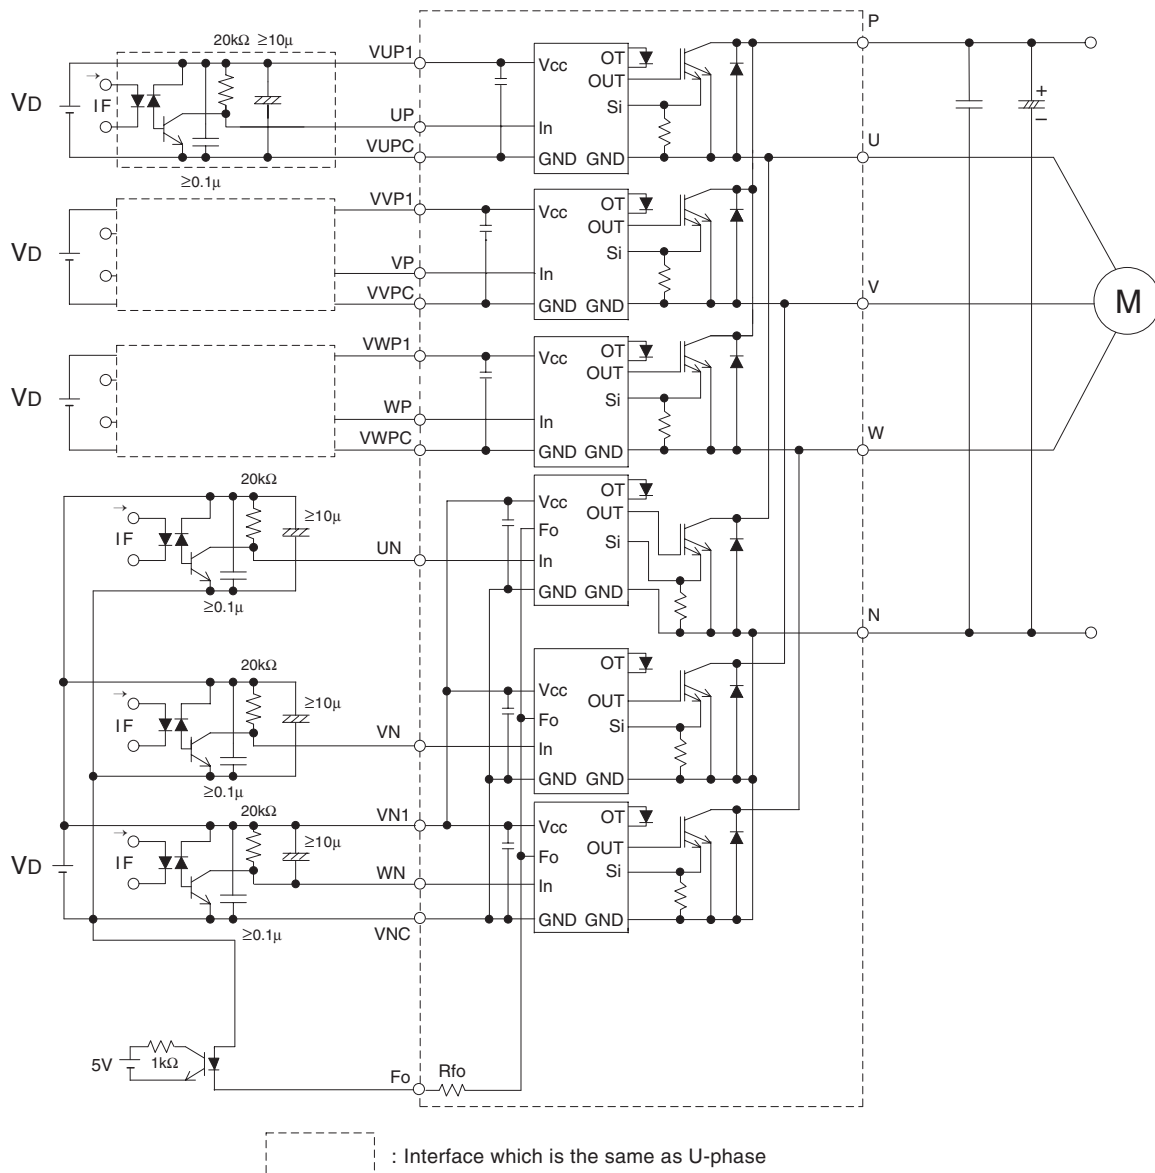 P
20kΩ ≥10μ
VUP1
VD
IF
UP
VUPC
≥0.1μ
Vcc
In
GND
OT
OUT
Si
GND
+
−
U
VD
VVP1
VP
VVPC
Vcc
In
GND
OT
OUT
Si
GND
V
M
VD
VWP1
WP
VWPC
Vcc
In
GND
OT
OUT
Si
GND
W
20kΩ
≥10μ
IF
UN
≥0.1μ
Vcc
Fo
In
GND
OT
OUT
Si
GND
N
20kΩ
≥10μ
IF
VN
≥0.1μ
Vcc
Fo
In
GND
OT
OUT
Si
GND
20kΩ
≥10μ
VN1
VD
IF
WN
≥0.1μ
VNC
Vcc
Fo
In
GND
OT
OUT
Si
GND
5V
1kΩ
Fo
Rfo
: Interface which is the same as U-phase